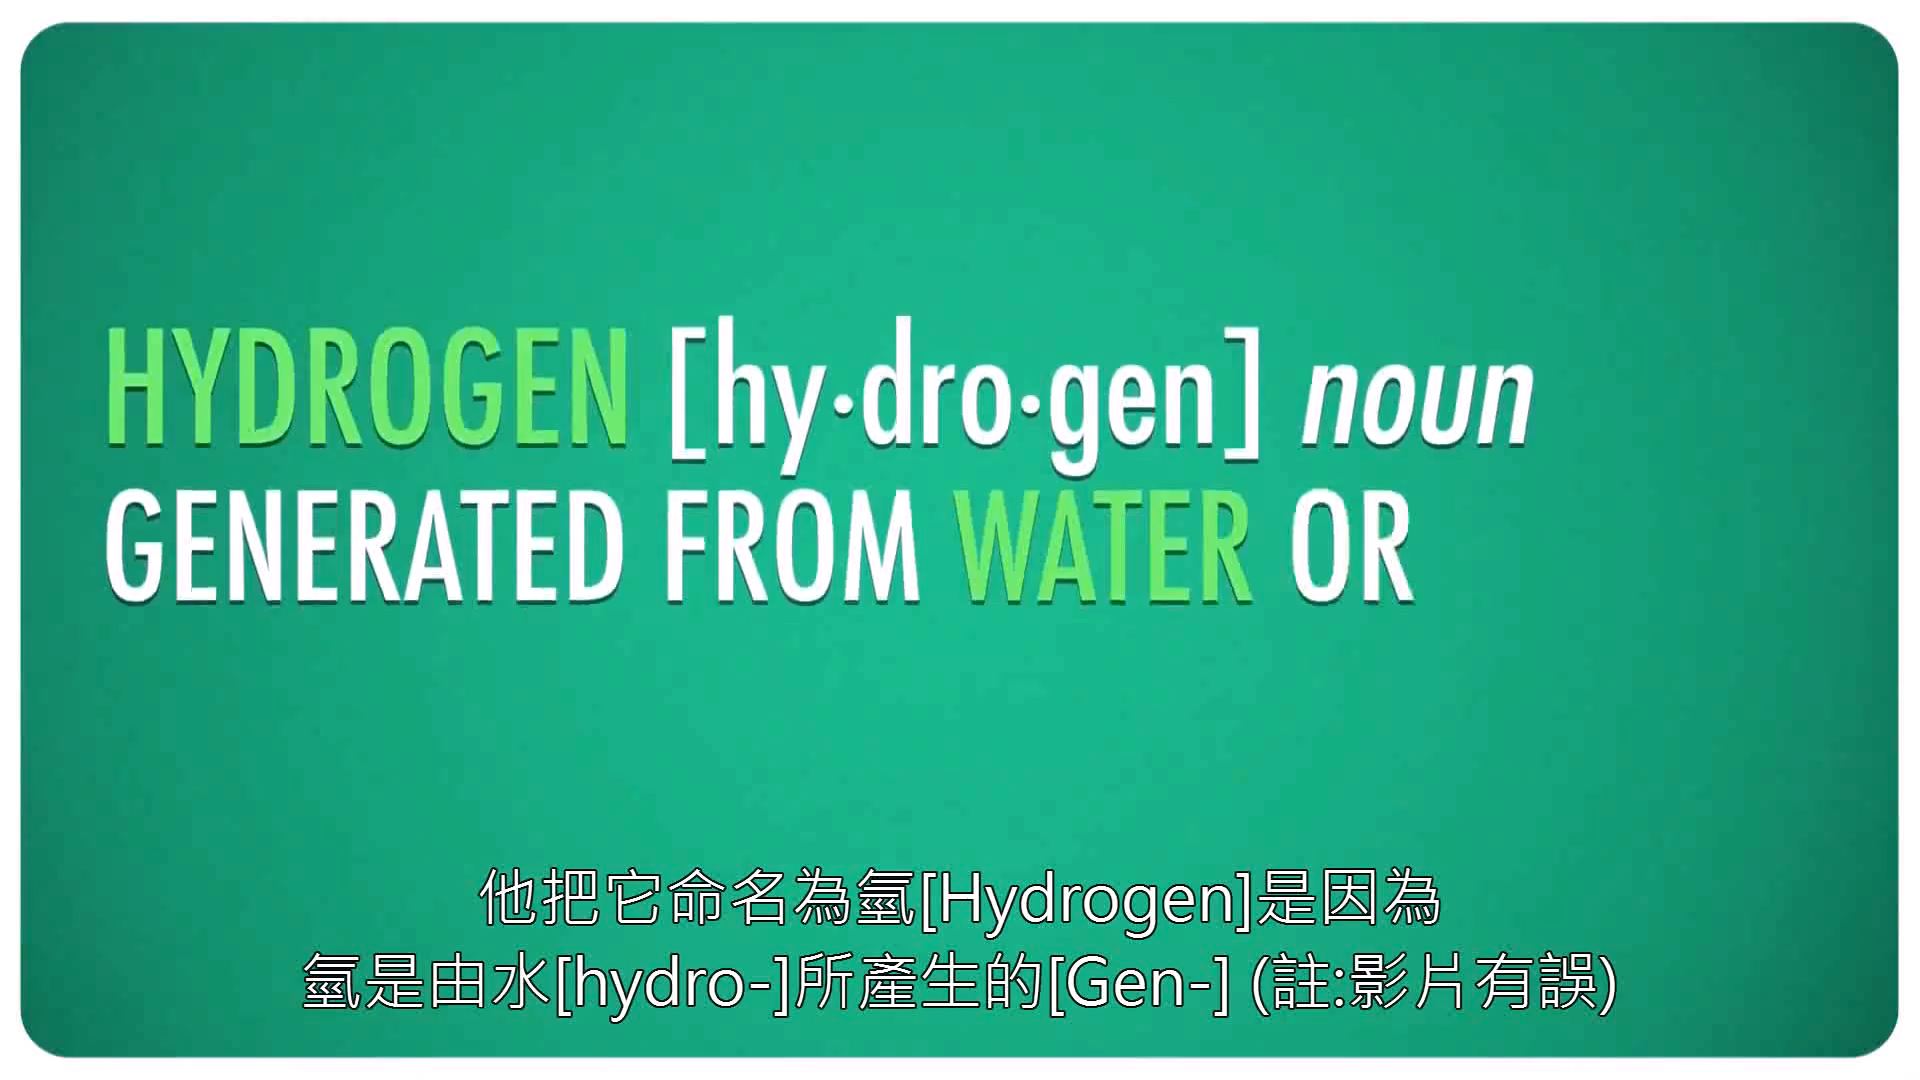 HYDROGEN [hy·dro·gen] noun
GENERATED FROM WATER OR
他把它命名為氫[Hydrogen]是因為
氫是由水[hydro-]所產生的[Gen-] (註:影片有誤)